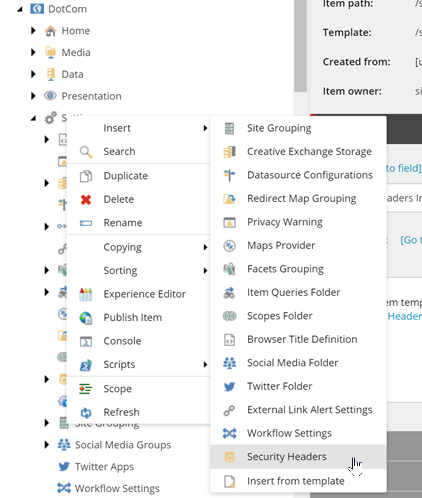 DotCom
Home
Media
Data
Presentation
Insert
Search
Duplicate
Delete
Rename
Copying
Sorting
Experience Editor
Publish Item
Console
Scripts
Scope
Refresh
Site Grouping
Creative Exchange Storage
Datasource Configurations
Redirect Map Grouping
Privacy Warning
Maps Provider
Facets Grouping
Item Queries Folder
Scopes Folder
Browser Title Definition
Social Media Folder
Twitter Folder
External Link Alert Settings
Workflow Settings
Security Headers
Insert from template
Site Grouping
Social Media Groups
Twitter Apps
Workflow Settings
Item path: /s
Template: /s
Created from: [u
Item owner: si
to field]
aders In
: [Go t
em temp
Header